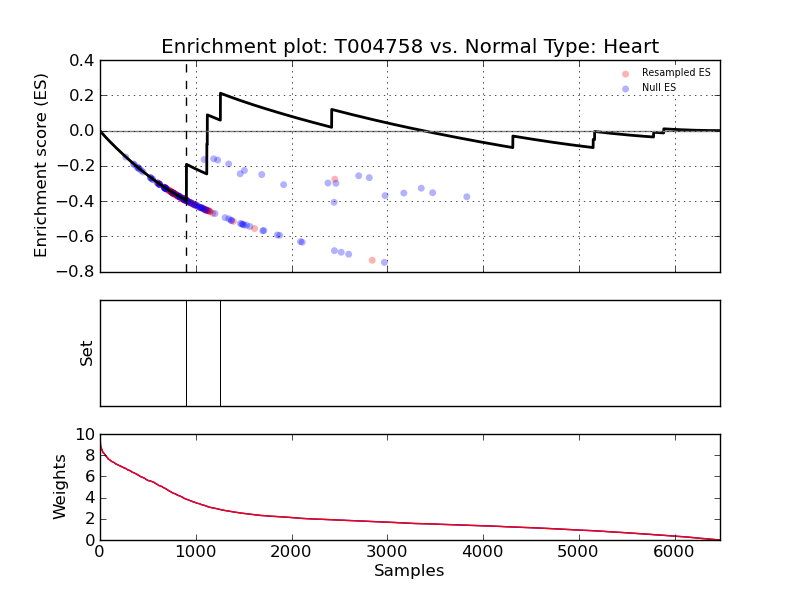 Enrichment plot: T004758 vs. Normal Type: Heart
Enrichment score (ES)
0.4
0.2
0.0
−0.2
−0.4
−0.6
−0.8
Resampled ES
Null ES
Set
Weights
10
8
6
4
2
0
0 1000 2000 3000 4000 5000 6000
Samples